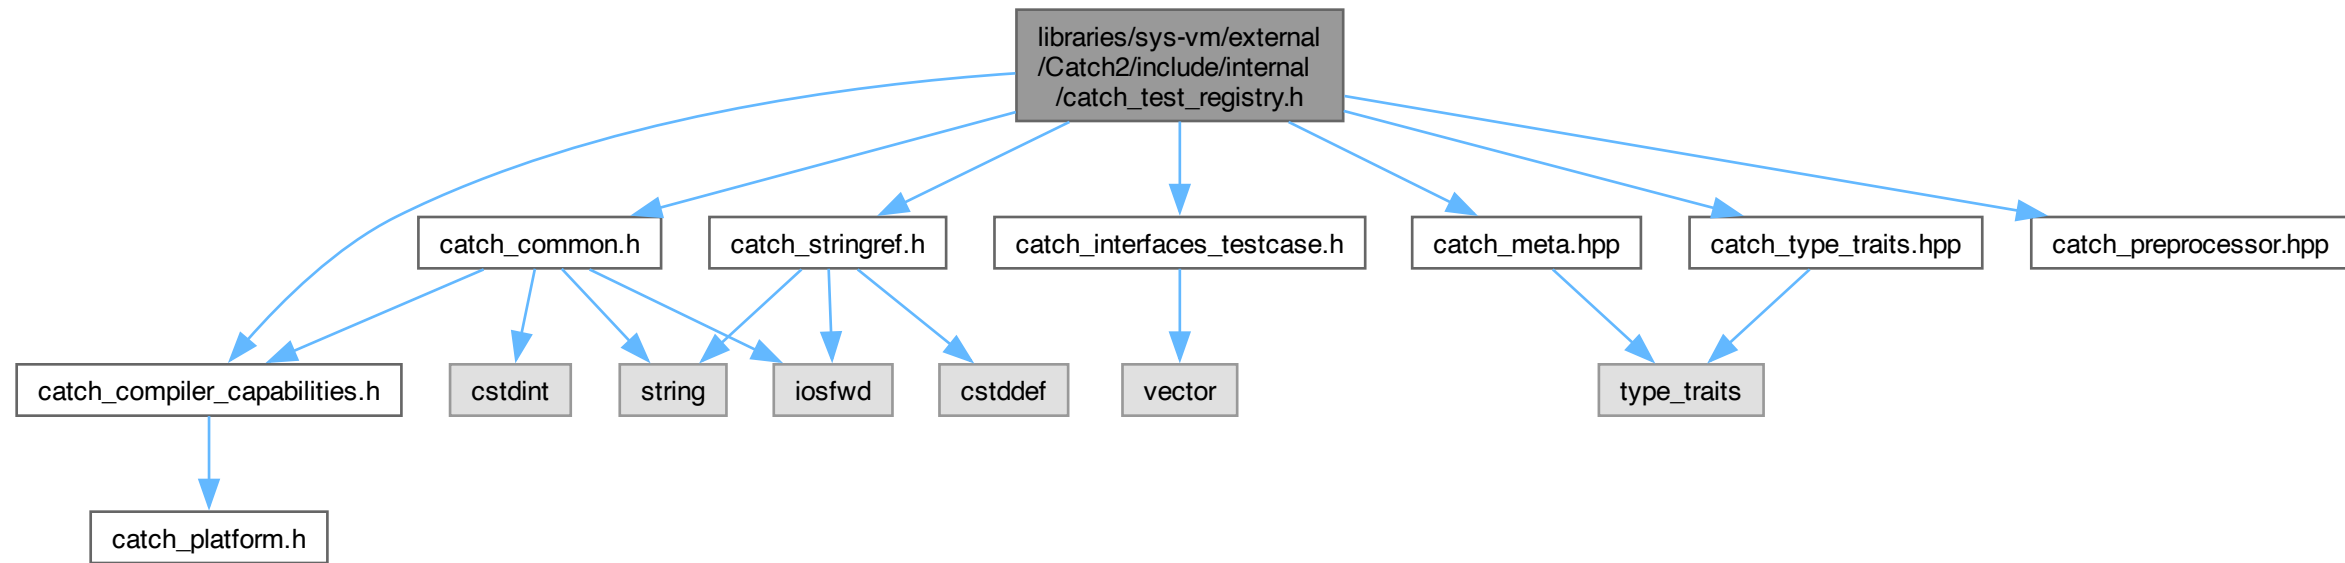 libraries/sys-vm/external
/Catch2/include/internal
/catch_test_registry.h
catch_common.h
catch_stringref.h
catch_interfaces_testcase.h
catch_meta.hpp
catch_type_traits.hpp
catch_preprocessor.hpp
catch_compiler_capabilities.h
cstdint
string
iosfwd
cstddef
vector
type_traits
catch_platform.h